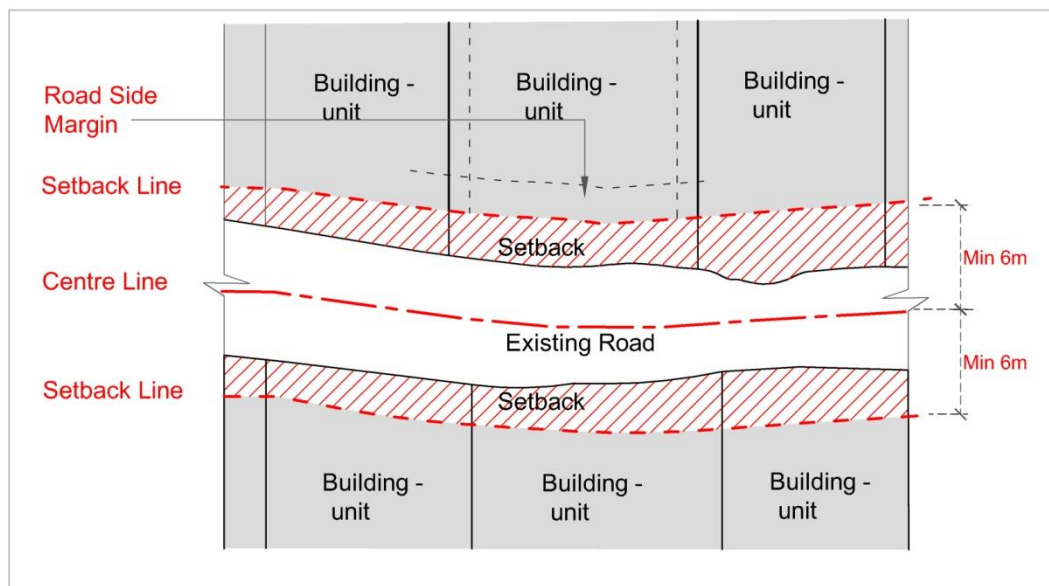 Building -
unit
Building -
unit
Building -
unit
Road Side
Margin
Setback Line
Setback
Centre Line
Min 6m
Existing Road
Min 6m
Setback Line
Setback
Building -
unit
Building -
unit
Building -
unit